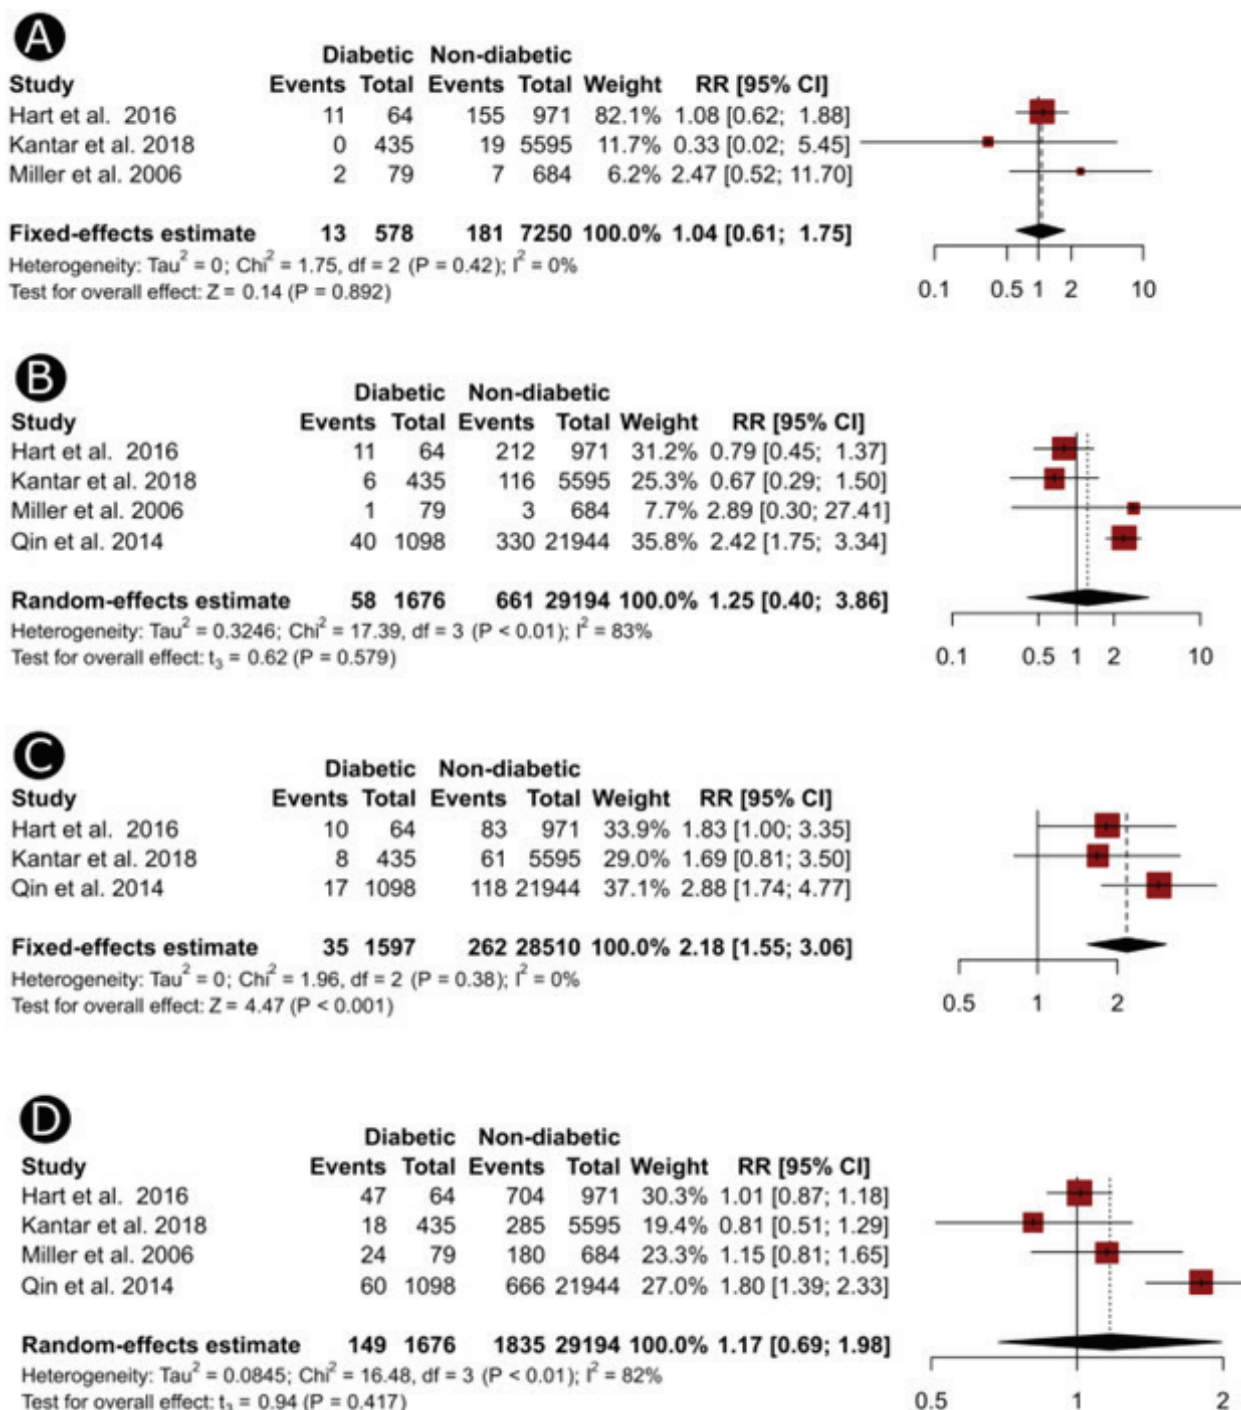 A
Diabetic Non-diabetic
Study Events Total Events Total Weight RR [95% CI]
Hart et al. 2016 11 64 155 971 82.1% 1.08 [0.62; 1.88]
Kantar et al. 2018 0 435 19 5595 11.7% 0.33 [0.02; 5.45]
Miller et al. 2006 2 79 7 684 6.2% 2.47 [0.52; 11.70]
Fixed-effects estimate 13 578 181 7250 100.0% 1.04 [0.61; 1.75]
Heterogeneity: Tau² = 0; Chi² = 1.75, df = 2 (P = 0.42); I² = 0%
Test for overall effect: Z = 0.14 (P = 0.892)
0.1 0.5 1 2 10
B
Diabetic Non-diabetic
Study Events Total Events Total Weight RR [95% CI]
Hart et al. 2016 11 64 212 971 31.2% 0.79 [0.45; 1.37]
Kantar et al. 2018 6 435 116 5595 25.3% 0.67 [0.29; 1.50]
Miller et al. 2006 1 79 3 684 7.7% 2.89 [0.30; 27.41]
Qin et al. 2014 40 1098 330 21944 35.8% 2.42 [1.75; 3.34]
Random-effects estimate 58 1676 661 29194 100.0% 1.25 [0.40; 3.86]
Heterogeneity: Tau² = 0.3246; Chi² = 17.39, df = 3 (P < 0.01); I² = 83%
Test for overall effect: t₃ = 0.62 (P = 0.579)
0.1 0.5 1 2 10
C
Diabetic Non-diabetic
Study Events Total Events Total Weight RR [95% CI]
Hart et al. 2016 10 64 83 971 33.9% 1.83 [1.00; 3.35]
Kantar et al. 2018 8 435 61 5595 29.0% 1.69 [0.81; 3.50]
Qin et al. 2014 17 1098 118 21944 37.1% 2.88 [1.74; 4.77]
Fixed-effects estimate 35 1597 262 28510 100.0% 2.18 [1.55; 3.06]
Heterogeneity: Tau² = 0; Chi² = 1.96, df = 2 (P = 0.38); I² = 0%
Test for overall effect: Z = 4.47 (P < 0.001)
0.5 1 2
D
Diabetic Non-diabetic
Study Events Total Events Total Weight RR [95% CI]
Hart et al. 2016 47 64 704 971 30.3% 1.01 [0.87; 1.18]
Kantar et al. 2018 18 435 285 5595 19.4% 0.81 [0.51; 1.29]
Miller et al. 2006 24 79 180 684 23.3% 1.15 [0.81; 1.65]
Qin et al. 2014 60 1098 666 21944 27.0% 1.80 [1.39; 2.33]
Random-effects estimate 149 1676 1835 29194 100.0% 1.17 [0.69; 1.98]
Heterogeneity: Tau² = 0.0845; Chi² = 16.48, df = 3 (P < 0.01); I² = 82%
Test for overall effect: t₃ = 0.94 (P = 0.417)
0.5 1 2